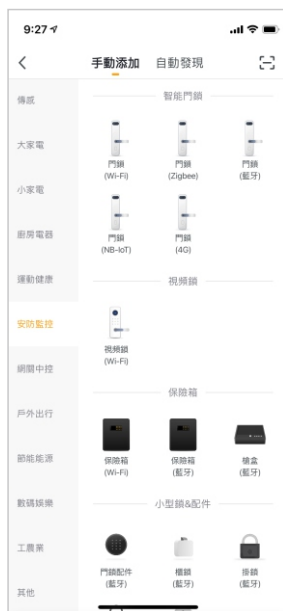 9:27
手動添加 自動發現
傳感
大家電
小家電
廚房電器
運動健康
安防監控
網關中控
戶外出行
節能能源
數碼娛樂
工農業
其他
智能門鎖
門鎖 門鎖 門鎖
(Wi-Fi) (Zigbee) (藍牙)
門鎖 門鎖
(NB-IoT) (4G)
視頻鎖
視頻鎖
(Wi-Fi)
保險箱
保險箱 保險箱 槍盒
(Wi-Fi) (藍牙) (藍牙)
小型鎖&配件
門鎖配件 櫃鎖 掛鎖
(藍牙) (藍牙) (藍牙)